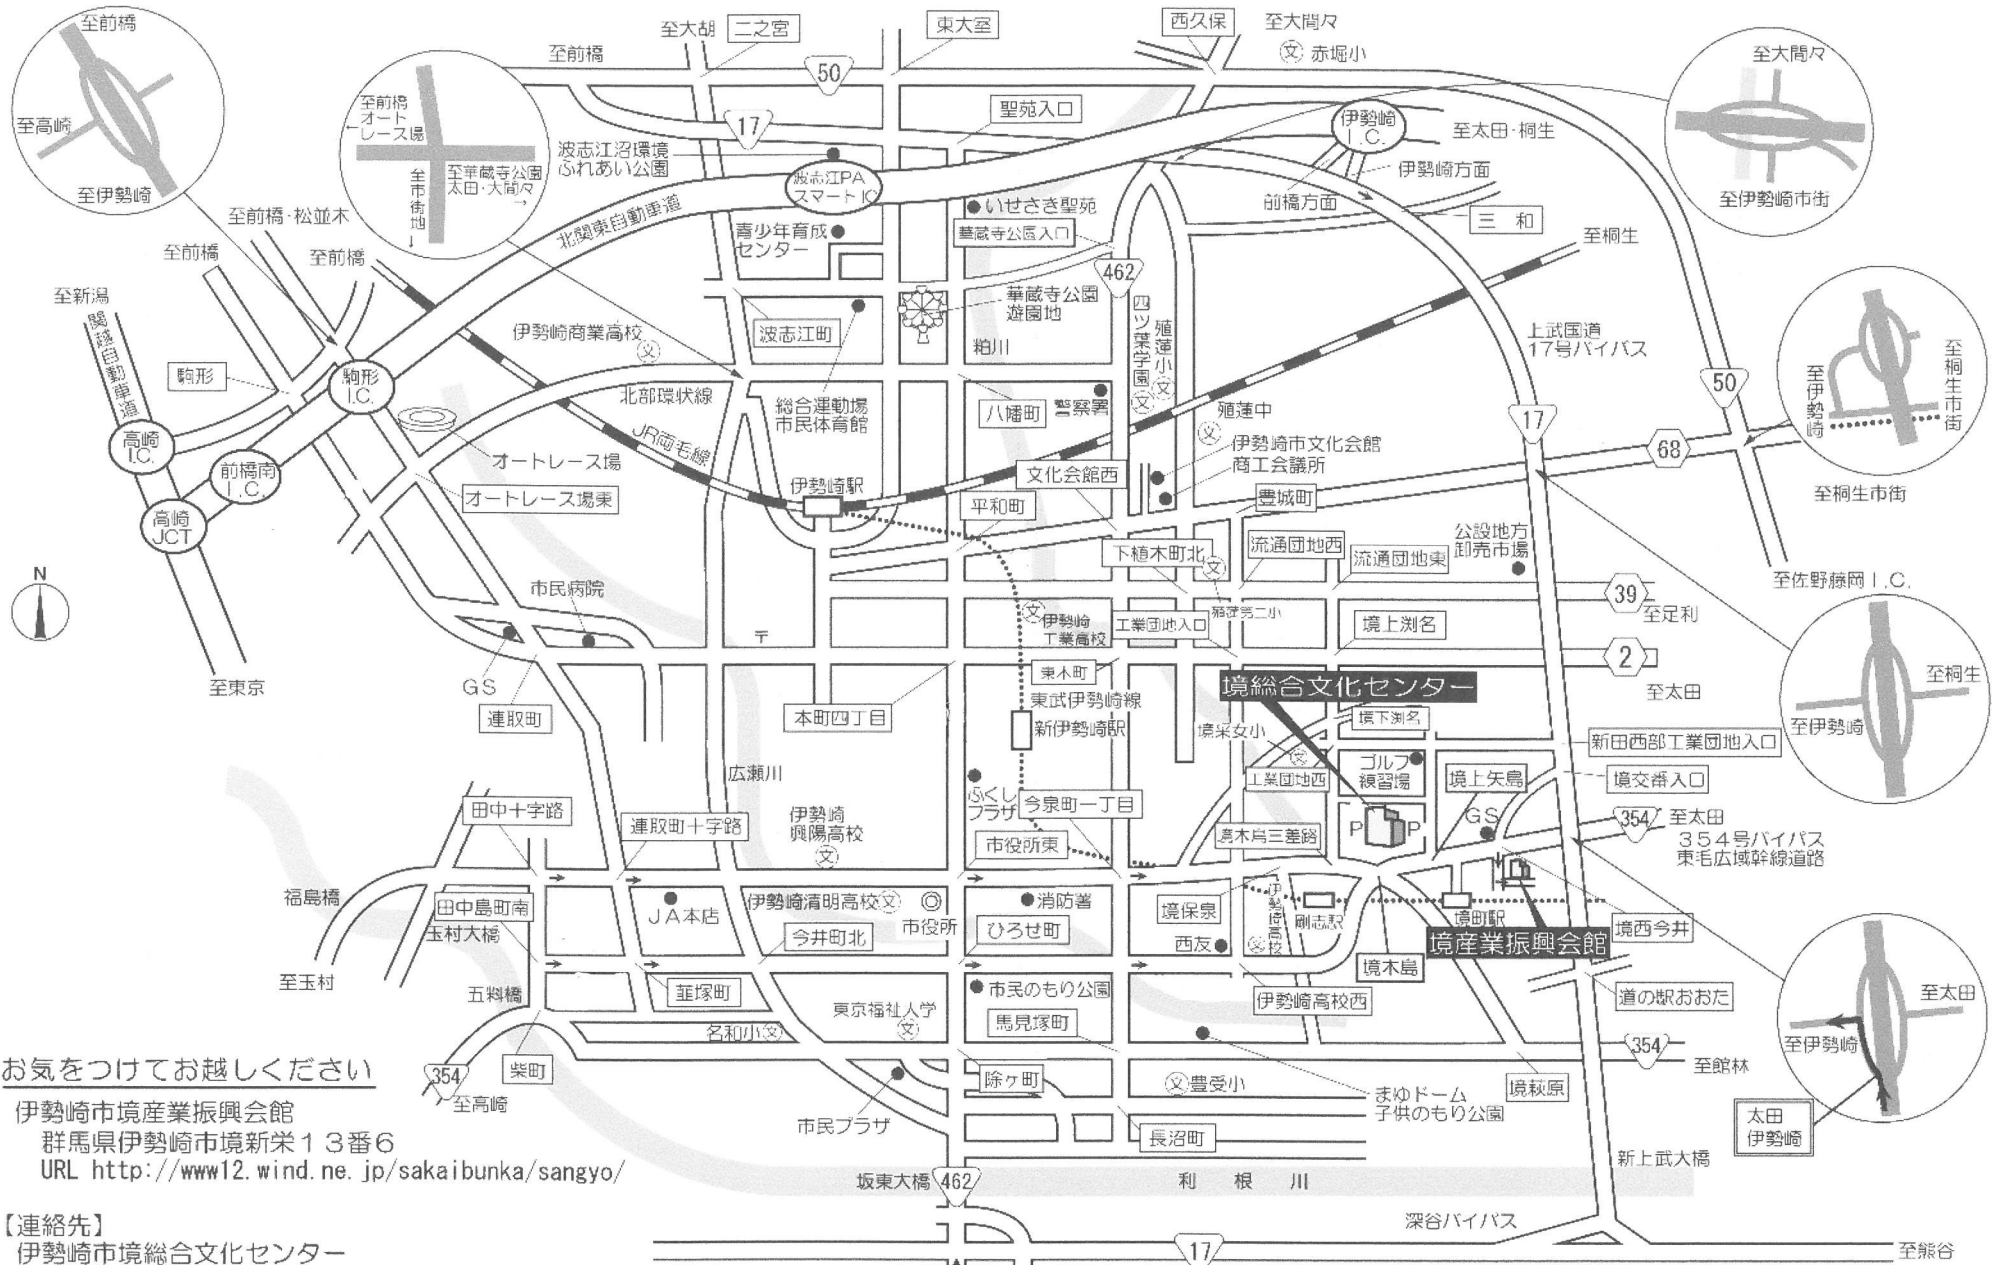 至前橋
至高崎
至伊勢崎
至前橋
オート
レース場
←
至市街地
↓
至華蔵寺公園
太田・大間々
→
至大胡
二之宮
東大室
西久保
至大間々
文 赤堀小
至前橋
50
17
聖苑入口
伊勢崎
I.C.
至太田・桐生
伊勢崎方面
前橋方面
三 和
至桐生
至大間々
至伊勢崎市街
波志江沼環境
ふれあい公園
波志江PA
スマートIC
いせさき聖苑
青少年育成
センター
華蔵寺公園入口
462
至前橋・松並木
至前橋
至前橋
北関東自動車道
至新潟
関越自動車道
駒形
駒形
I.C.
高崎
I.C.
前橋南
I.C.
高崎
JCT
至東京
伊勢崎商業高校
文
波志江町
華蔵寺公園
遊園地
粕川
四ツ葉学園
文
殖蓮小
文
上武国道
17号バイパス
北部環状線
総合運動場
市民体育館
八幡町
警察署
殖蓮中
文
17
50
68
至桐生市街
至伊勢崎
至桐生市街
オートレース場
オートレース場東
JR両毛線
伊勢崎駅
文化会館西
伊勢崎市文化会館
商工会議所
平和町
豊城町
下植木町北
文
殖蓮第二小
流通団地西
流通団地東
公設地方
卸売市場
至佐野藤岡I.C.
39
至足利
N
市民病院
GS
連取町
〒
文
伊勢崎
工業高校
工業団地入口
境上渕名
2
至太田
本町四丁目
東本町
東武伊勢崎線
新伊勢崎駅
境総合文化センター
境下渕名
境采女小
文
工業団地西
ゴルフ
練習場
新田西部工業団地入口
境上矢島
境交番入口
至桐生
至伊勢崎
広瀬川
ふくし
プラザ
今泉町一丁目
田中十字路
連取町十字路
伊勢崎
興陽高校
文
市役所東
境木島三差路
P
P
GS
354
至太田
354号バイパス
東毛広域幹線道路
福島橋
田中島町南
玉村大橋
JA本店
伊勢崎清明高校文
市役所
消防署
境保泉
伊勢崎高校
文
剛志駅
境町駅
境西今井
境産業振興会館
今井町北
ひろせ町
西友
境木島
至玉村
五料橋
韮塚町
市民のもり公園
伊勢崎高校西
道の駅おおた
至太田
至伊勢崎
名和小文
東京福祉大学
文
馬見塚町
柴町
354
至高崎
除ヶ町
文豊受小
まゆドーム
子供のもり公園
境萩原
354
至館林
太田
伊勢崎
市民プラザ
長沼町
坂東大橋
462
利 根 川
新上武大橋
深谷バイパス
17
至熊谷
お気をつけてお越しください
伊勢崎市境産業振興会館
群馬県伊勢崎市境新栄13番6
URL http://www12.wind.ne.jp/sakaibunka/sangyo/
【連絡先】
伊勢崎市境総合文化センター